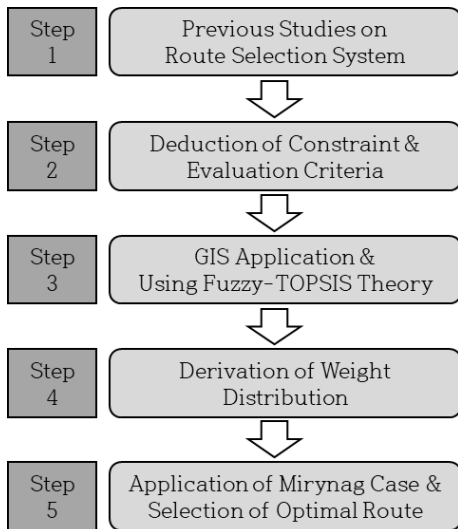 Step
1
Previous Studies on
Route Selection System
Step
2
Deduction of Constraint &
Evaluation Criteria
Step
3
GIS Application &
Using Fuzzy-TOPSIS Theory
Step
4
Derivation of Weight
Distribution
Step
5
Application of Mirynag Case &
Selection of Optimal Route